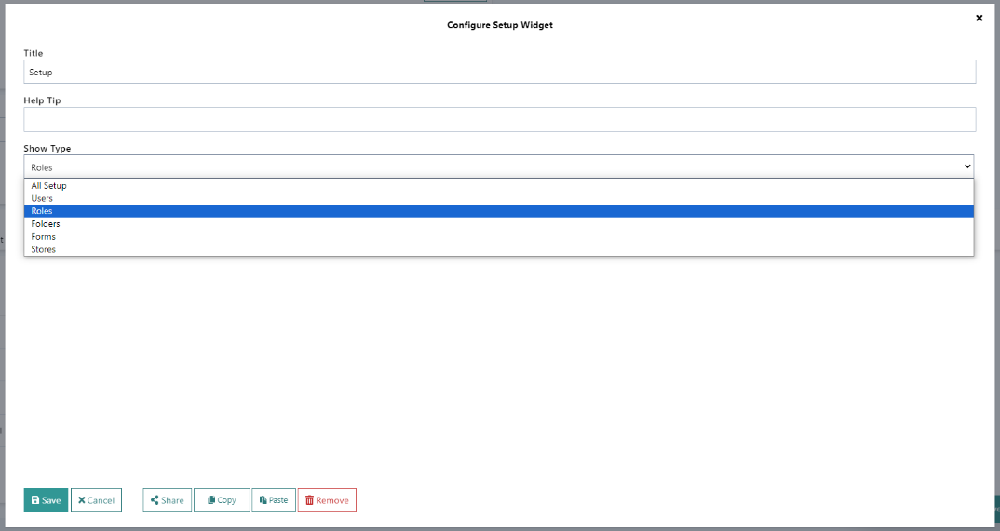 Configure Setup Widget
Title
Setup
Help Tip
Show Type
Roles
All Setup
Users
Roles
Folders
Forms
Stores
Save Cancel Share Copy Paste Remove